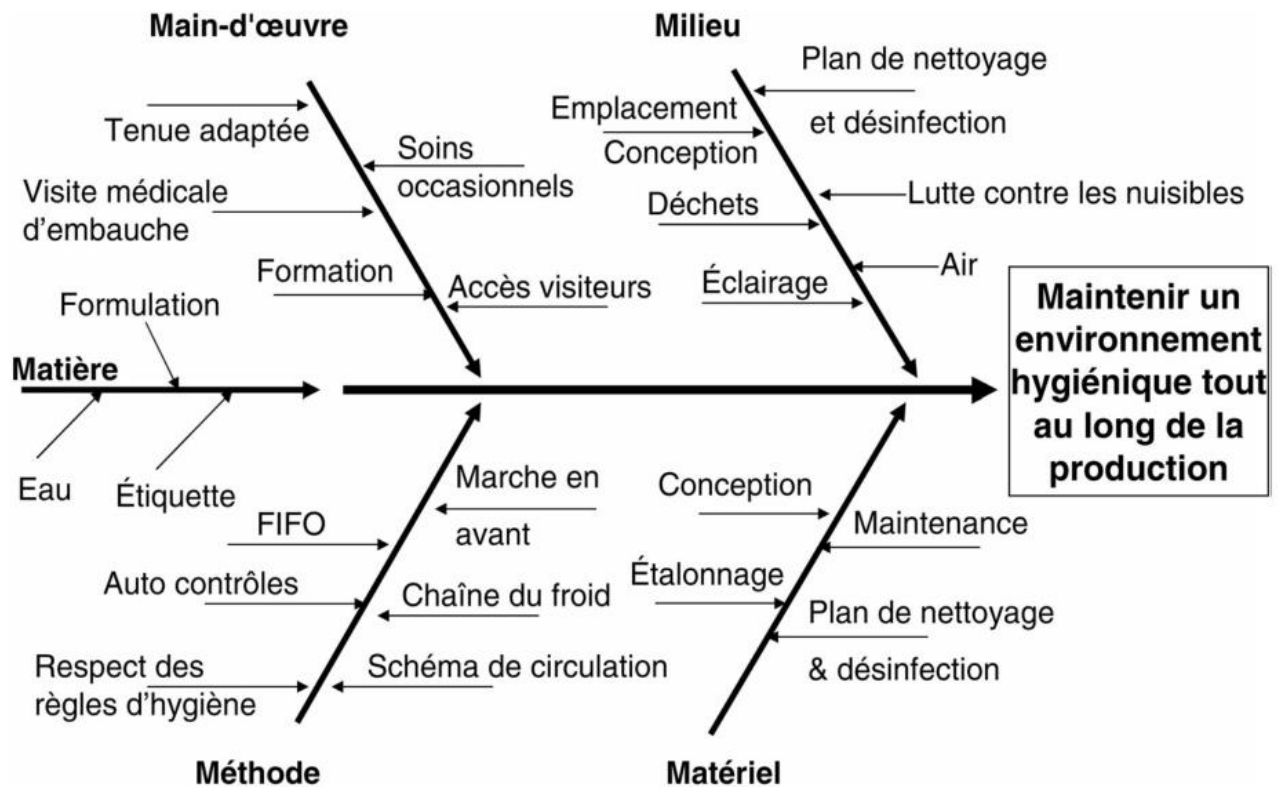 Main-d'œuvre
Milieu
Plan de nettoyage
et désinfection
Emplacement
Conception
Tenue adaptée
Soins
occasionnels
Visite médicale
d’embauche
Déchets
Lutte contre les nuisibles
Formation
Accès visiteurs
Air
Éclairage
Formulation
Matière
Maintenir un
environnement
hygiénique tout
au long de la
production
Eau
Étiquette
Marche en
avant
FIFO
Auto contrôles
Chaîne du froid
Respect des
règles d’hygiène
Schéma de circulation
Conception
Maintenance
Étalonnage
Plan de nettoyage
& désinfection
Méthode
Matériel